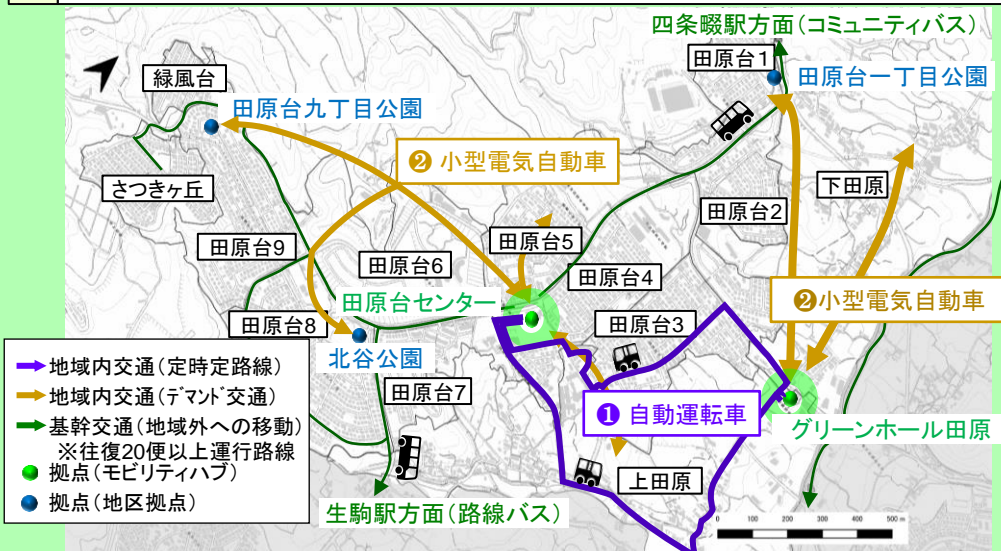 四条畷駅方面(コミュニティバス)
田原台1
田原台一丁目公園
緑風台
田原台九丁目公園
❷ 小型電気自動車
さつきヶ丘
下田原
田原台2
田原台5
田原台9
田原台6
田原台4
田原台センター
❷小型電気自動車
田原台8
田原台3
北谷公園
田原台7
❶ 自動運転車
グリーンホール田原
上田原
生駒駅方面(路線バス)
地域内交通(定時定路線)
地域内交通(デマンド交通)
基幹交通(地域外への移動)
※往復20便以上運行路線
拠点(モビリティハブ)
拠点(地区拠点)
0 100 200 300 400 500 m